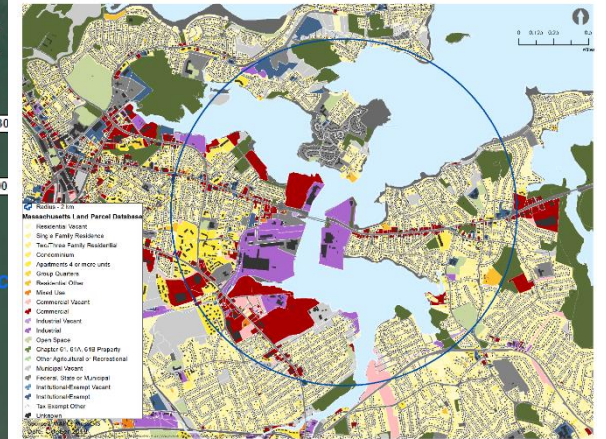 Radius - 2 km
Massachusetts Land Parcel Database
Residential Vacant
Single Family Residence
Two/Three Family Residential
Condominium
Apartments 4 or more units
Group Quarters
Residential Other
Mixed Use
Commercial Vacant
Commercial
Industrial Vacant
Industrial
Open Space
Chapter 61, 61A, 61B Property
Other Agricultural or Recreational
Municipal Vacant
Federal, State or Municipal
Institutional-Exempt Vacant
Institutional-Exempt
Tax Exempt Other
Unknown